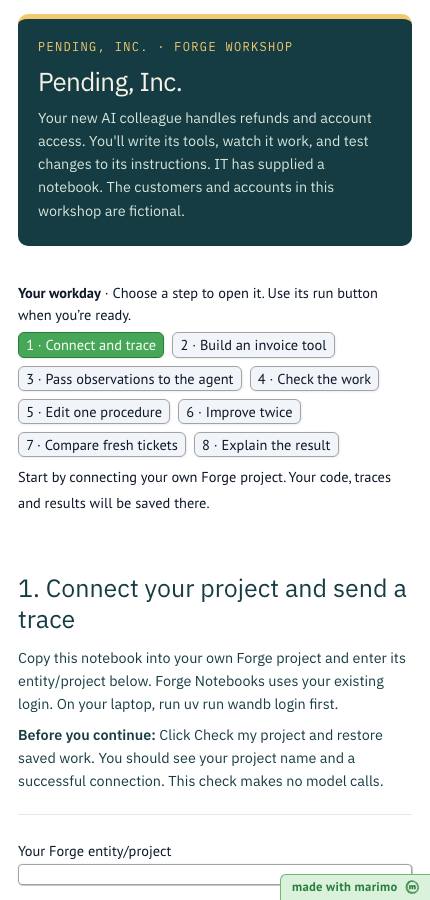 PENDING, INC. · FORGE WORKSHOP
Pending, Inc.
Your new AI colleague handles refunds and account
access. You'll write its tools, watch it work, and test
changes to its instructions. IT has supplied a
notebook. The customers and accounts in this
workshop are fictional.
Your workday · Choose a step to open it. Use its run button
when you're ready.
1 · Connect and trace
2 · Build an invoice tool
3 · Pass observations to the agent
4 · Check the work
5 · Edit one procedure
6 · Improve twice
7 · Compare fresh tickets
8 · Explain the result
Start by connecting your own Forge project. Your code, traces
and results will be saved there.
1. Connect your project and send a
trace
Copy this notebook into your own Forge project and enter its
entity/project below. Forge Notebooks uses your existing
login. On your laptop, run uv run wandb login first.
Before you continue: Click Check my project and restore
saved work. You should see your project name and a
successful connection. This check makes no model calls.
Your Forge entity/project
made with marimo